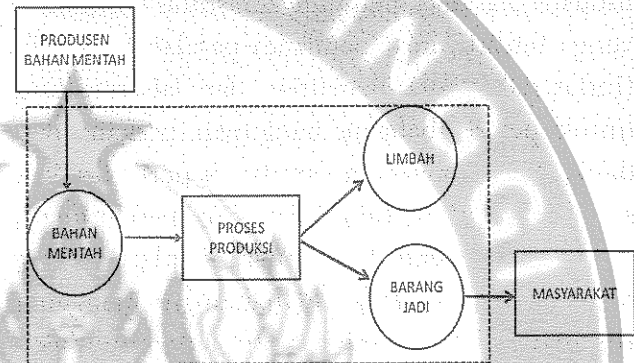 PRODUSEN
BAHAN MENTAH
LIMBAH
BAHAN
MENTAH
PROSES
PRODUKSI
BARANG
JADI
MASYARAKAT